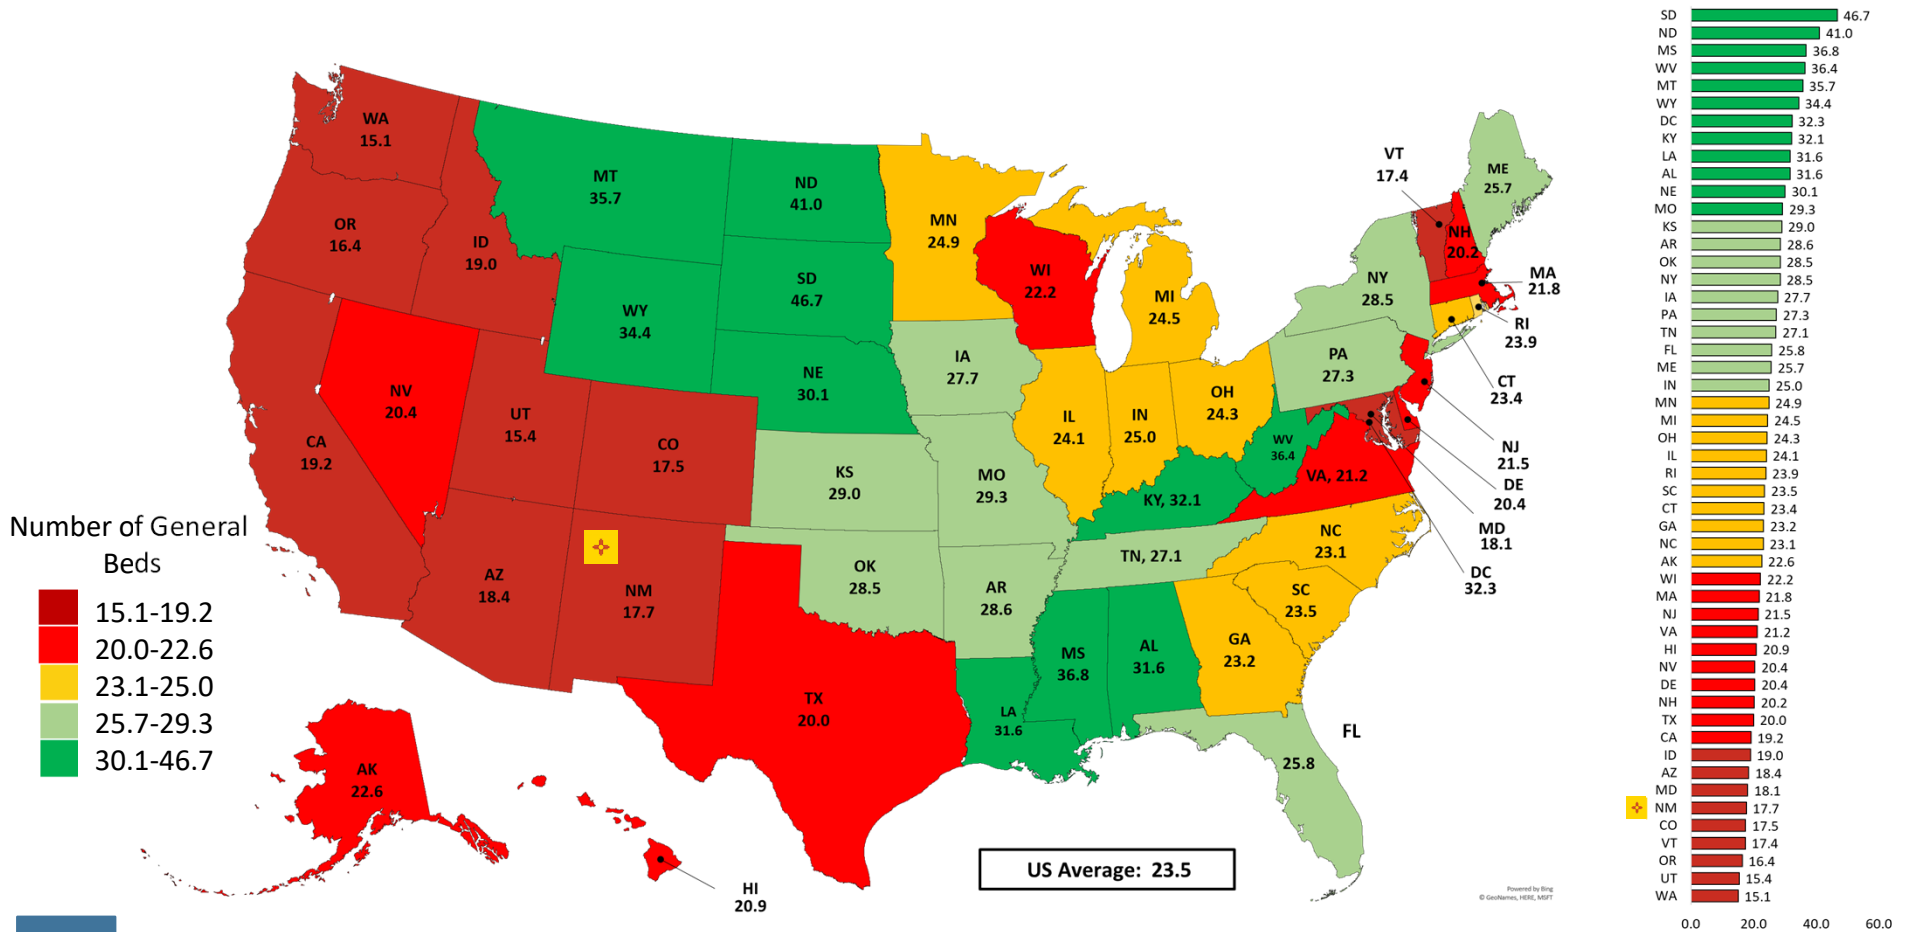 WA
15.1
OR
16.4
ID
19.0
MT
35.7
ND
41.0
SD
46.7
WY
34.4
NE
30.1
MN
24.9
WI
22.2
MI
24.5
IA
27.7
IL
24.1
IN
25.0
OH
24.3
PA
27.3
NY
28.5
VT
17.4
NH
20.2
ME
25.7
MA
21.8
RI
23.9
CT
23.4
NJ
21.5
DE
20.4
MD
18.1
DC
32.3
NV
20.4
UT
15.4
CO
17.5
CA
19.2
KS
29.0
MO
29.3
WV
36.4
VA, 21.2
KY, 32.1
TN, 27.1
NC
23.1
SC
23.5
AZ
18.4
NM
17.7
OK
28.5
AR
28.6
TX
20.0
LA
31.6
MS
36.8
AL
31.6
GA
23.2
FL
25.8
AK
22.6
HI
20.9
Number of General
Beds
15.1-19.2
20.0-22.6
23.1-25.0
25.7-29.3
30.1-46.7
US Average: 23.5
Powered by Bing
© GeoNames, HERE, MSFT
SD 46.7
ND 41.0
MS 36.8
WV 36.4
MT 35.7
WY 34.4
DC 32.3
KY 32.1
LA 31.6
AL 31.6
NE 30.1
MO 29.3
KS 29.0
AR 28.6
OK 28.5
NY 28.5
IA 27.7
PA 27.3
TN 27.1
FL 25.8
ME 25.7
IN 25.0
MN 24.9
MI 24.5
OH 24.3
IL 24.1
RI 23.9
SC 23.5
CT 23.4
GA 23.2
NC 23.1
AK 22.6
WI 22.2
MA 21.8
NJ 21.5
VA 21.2
HI 20.9
NV 20.4
DE 20.4
NH 20.2
TX 20.0
CA 19.2
ID 19.0
AZ 18.4
MD 18.1
NM 17.7
CO 17.5
VT 17.4
OR 16.4
UT 15.4
WA 15.1
0.0 20.0 40.0 60.0